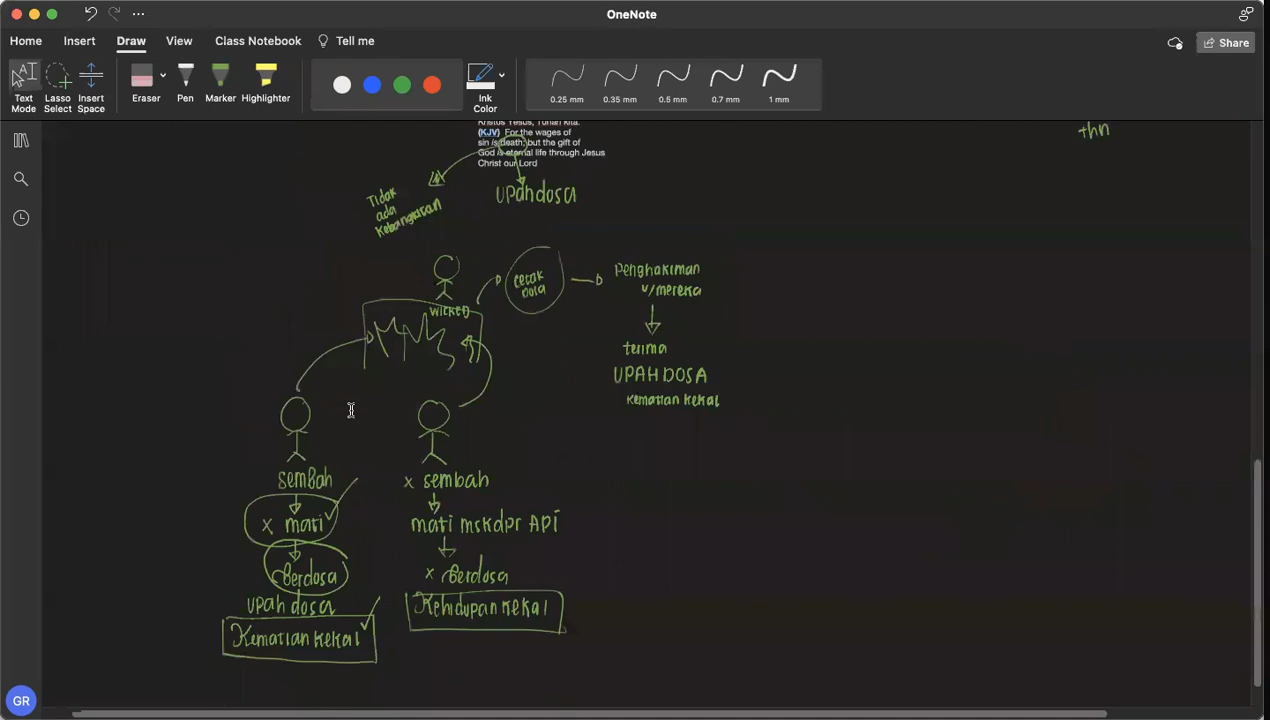 OneNote
Home Insert Draw View Class Notebook Tell me
Share
Text Mode
Lasso Select
Insert Space
Eraser
Pen
Marker
Highlighter
Ink Color
0.25 mm 0.35 mm 0.5 mm 0.7 mm 1 mm
Kristus Yesus, Tuhan kita.
(KJV) For the wages of
sin is death; but the gift of
God is eternal life through Jesus
Christ our Lord
thn
Tidak
ada
Kebangkitan
UPah dosa
WICKED
cetak
Penghakiman
u/mereka
terima
UPAH DOSA
Kematian kekal
semBah
x mati
Berdosa
upah dosa
Kematian kekal
x sembah
mati mskdpr API
x Berdosa
Kehidupan kekal
GR